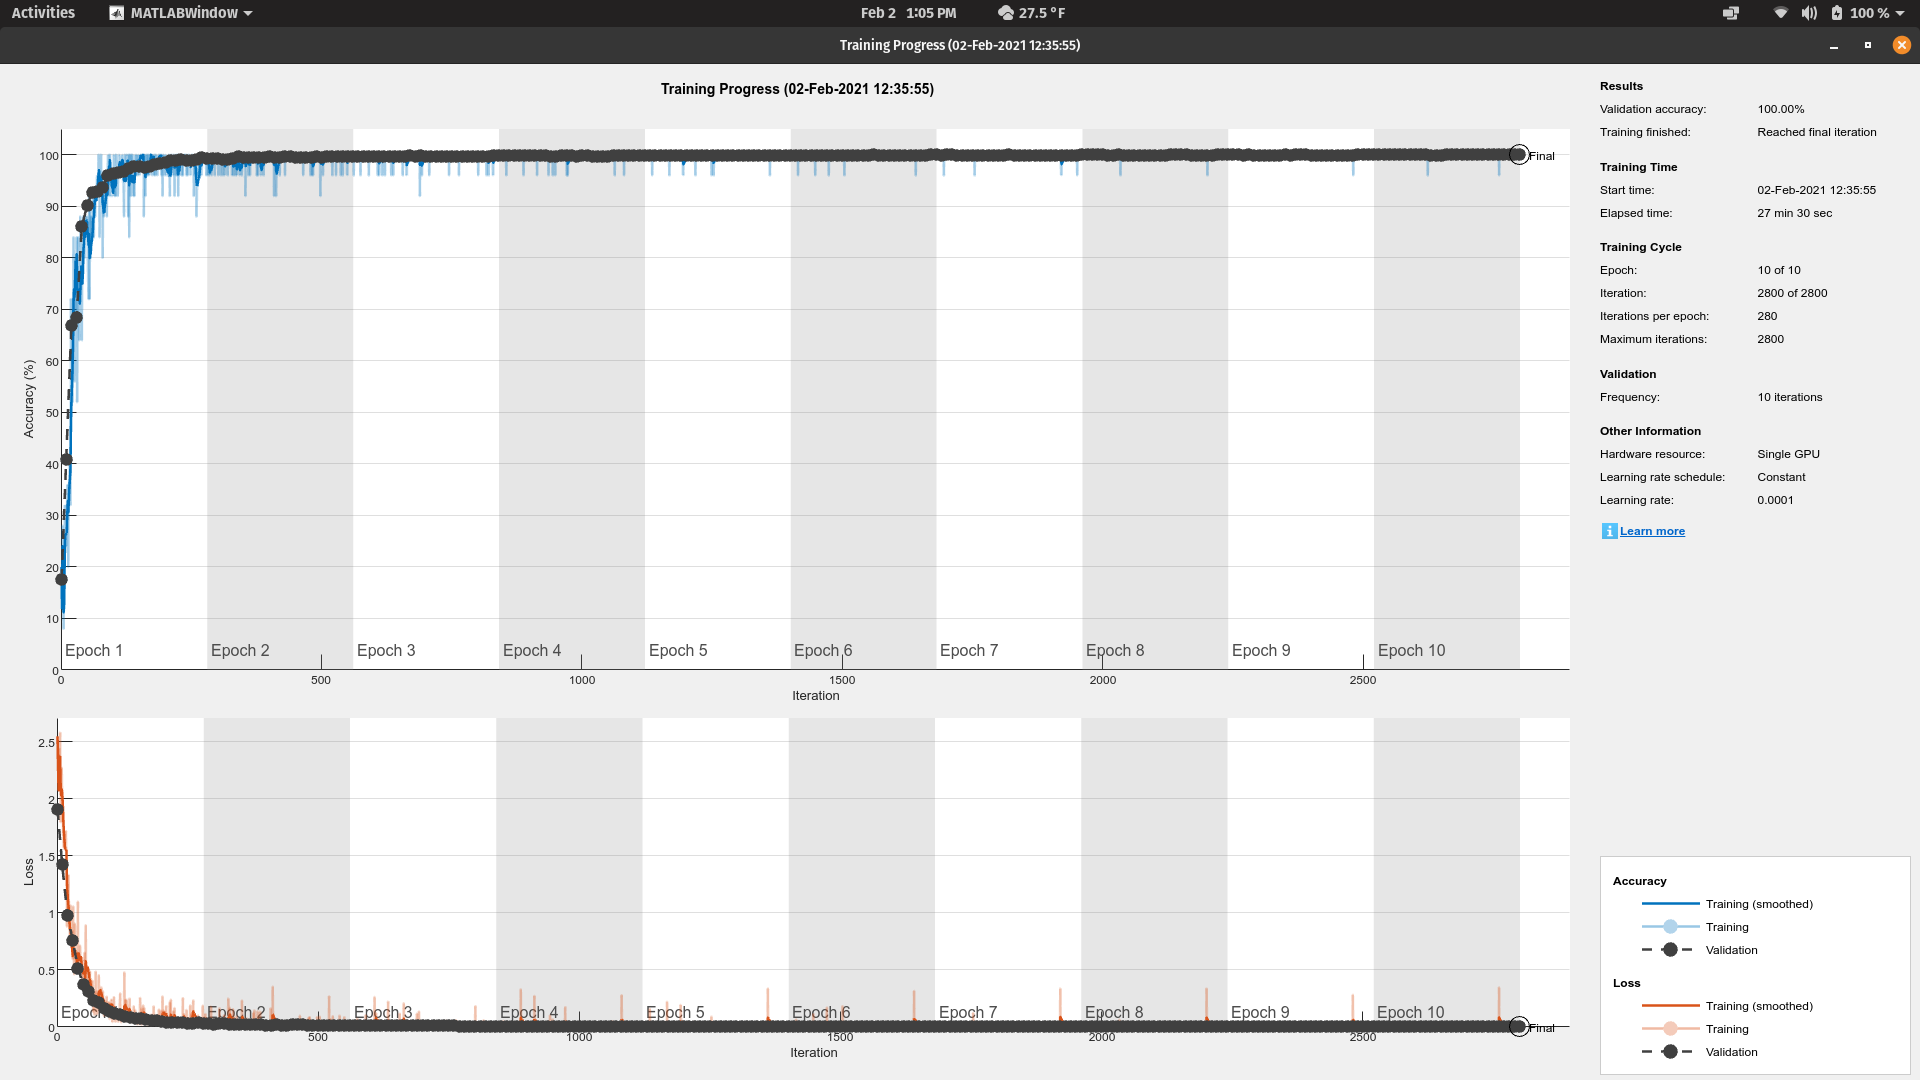 Activities MATLABWindow Feb 2 1:05 PM 27.5 °F 100 %
Training Progress (02-Feb-2021 12:35:55)
Training Progress (02-Feb-2021 12:35:55)
Accuracy (%)
100
90
80
70
60
50
40
30
20
10
0
Final
Epoch 1 Epoch 2 Epoch 3 Epoch 4 Epoch 5 Epoch 6 Epoch 7 Epoch 8 Epoch 9 Epoch 10
0 500 1000 1500 2000 2500
Iteration
Loss
2.5
2
1.5
1
0.5
0
Epoch Epoch 2 Epoch 3 Epoch 4 Epoch 5 Epoch 6 Epoch 7 Epoch 8 Epoch 9 Epoch 10
Final
0 500 1000 1500 2000 2500
Iteration
Results
Validation accuracy: 100.00%
Training finished: Reached final iteration
Training Time
Start time: 02-Feb-2021 12:35:55
Elapsed time: 27 min 30 sec
Training Cycle
Epoch: 10 of 10
Iteration: 2800 of 2800
Iterations per epoch: 280
Maximum iterations: 2800
Validation
Frequency: 10 iterations
Other Information
Hardware resource: Single GPU
Learning rate schedule: Constant
Learning rate: 0.0001
Learn more
Accuracy
Training (smoothed)
Training
Validation
Loss
Training (smoothed)
Training
Validation